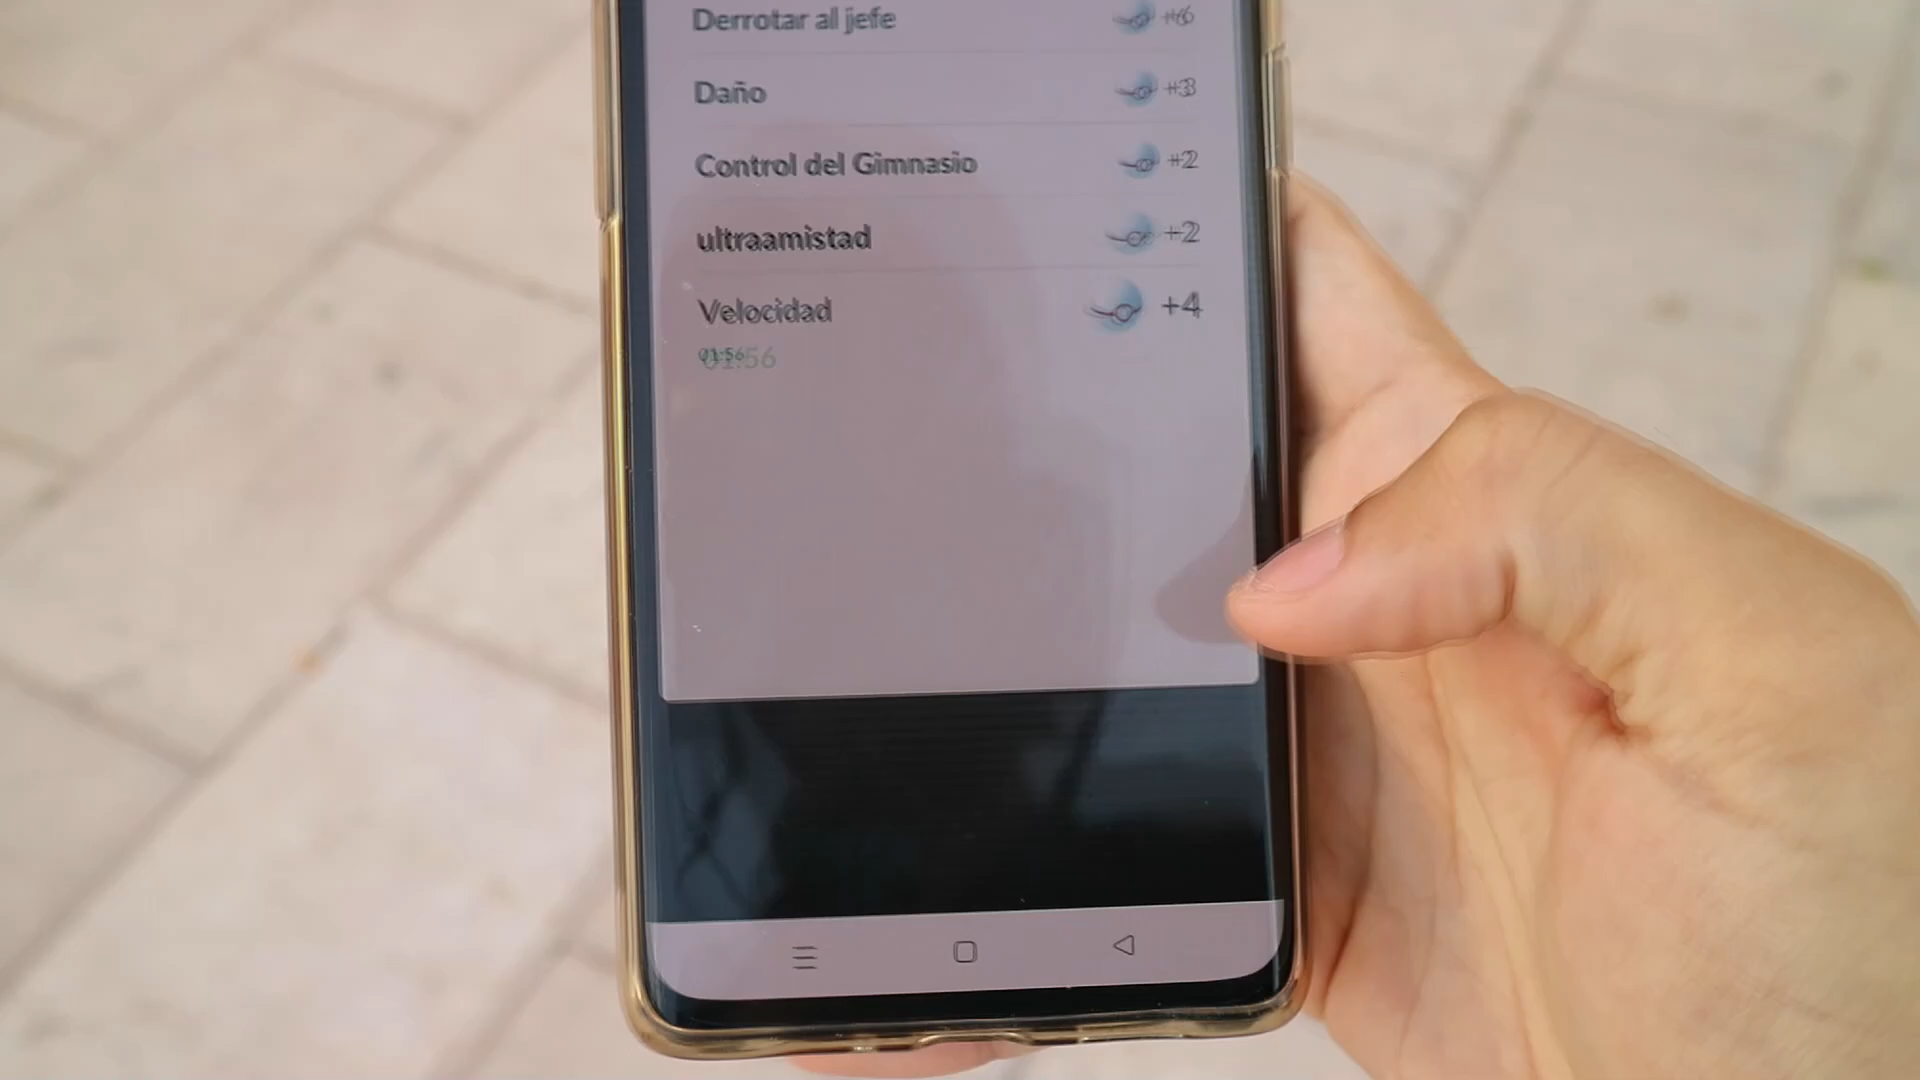 Derrotar al jefe +6
Daño +3
Control del Gimnasio +2
ultraamistad +2
Velocidad +4
01:56